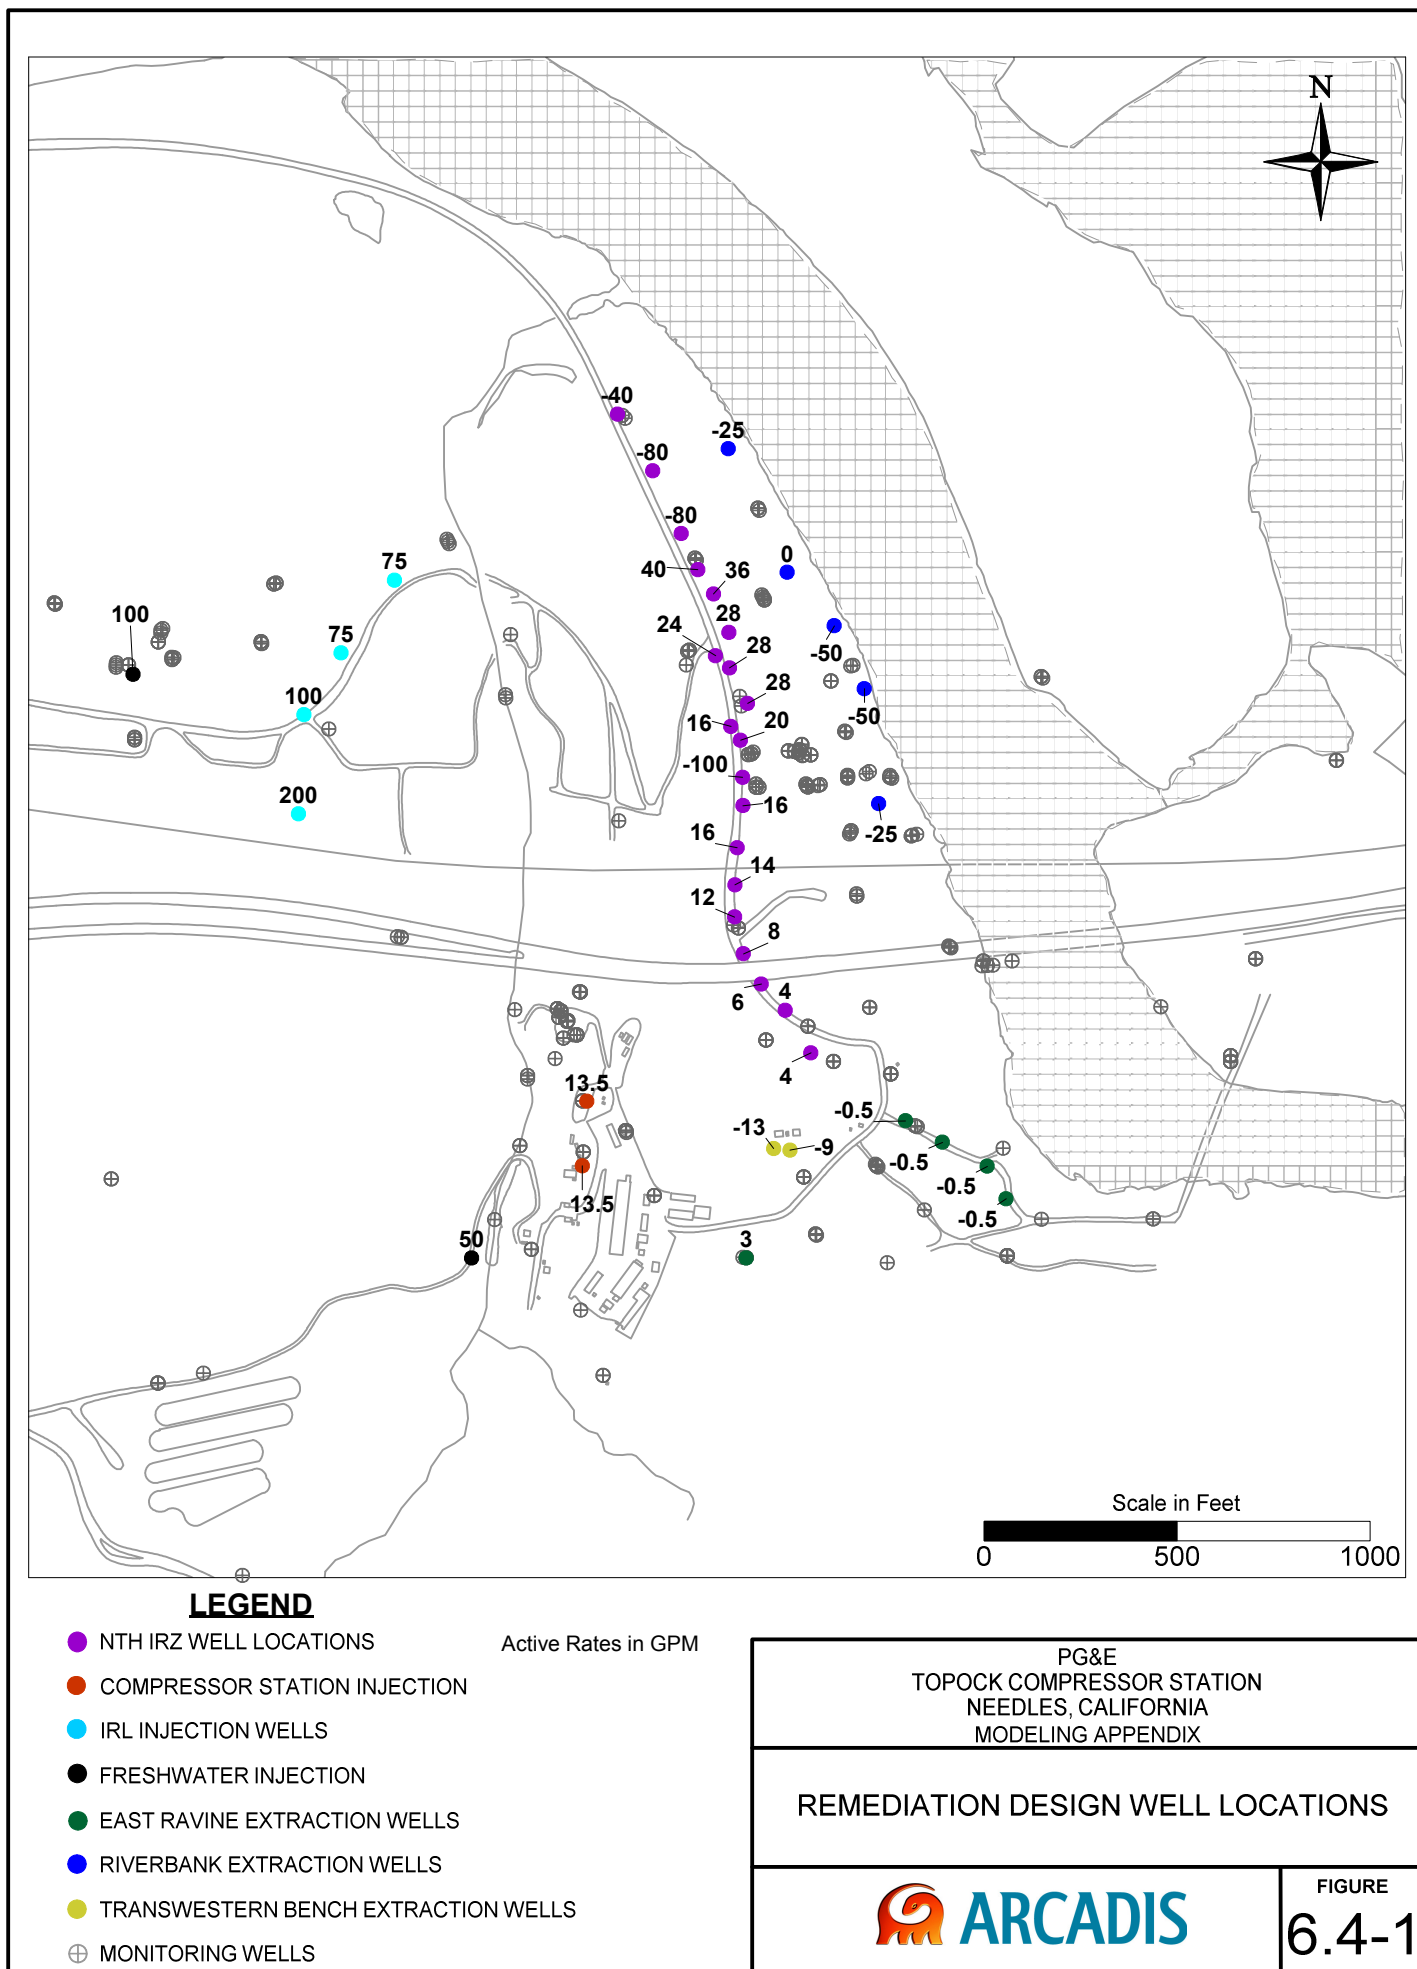 N
-40
-25
-80
-80
0
75
40
36
100
28
75
24
28
-50
28
100
-50
16
20
-100
200
16
-25
16
14
12
8
6
4
4
13.5
-0.5
-13
-9
-0.5
-0.5
13.5
-0.5
50
3
Scale in Feet
0 500 1000
LEGEND
NTH IRZ WELL LOCATIONS
Active Rates in GPM
COMPRESSOR STATION INJECTION
IRL INJECTION WELLS
FRESHWATER INJECTION
EAST RAVINE EXTRACTION WELLS
RIVERBANK EXTRACTION WELLS
TRANSWESTERN BENCH EXTRACTION WELLS
MONITORING WELLS
PG&E
TOPOCK COMPRESSOR STATION
NEEDLES, CALIFORNIA
MODELING APPENDIX
REMEDIATION DESIGN WELL LOCATIONS
ARCADIS
FIGURE
6.4-1